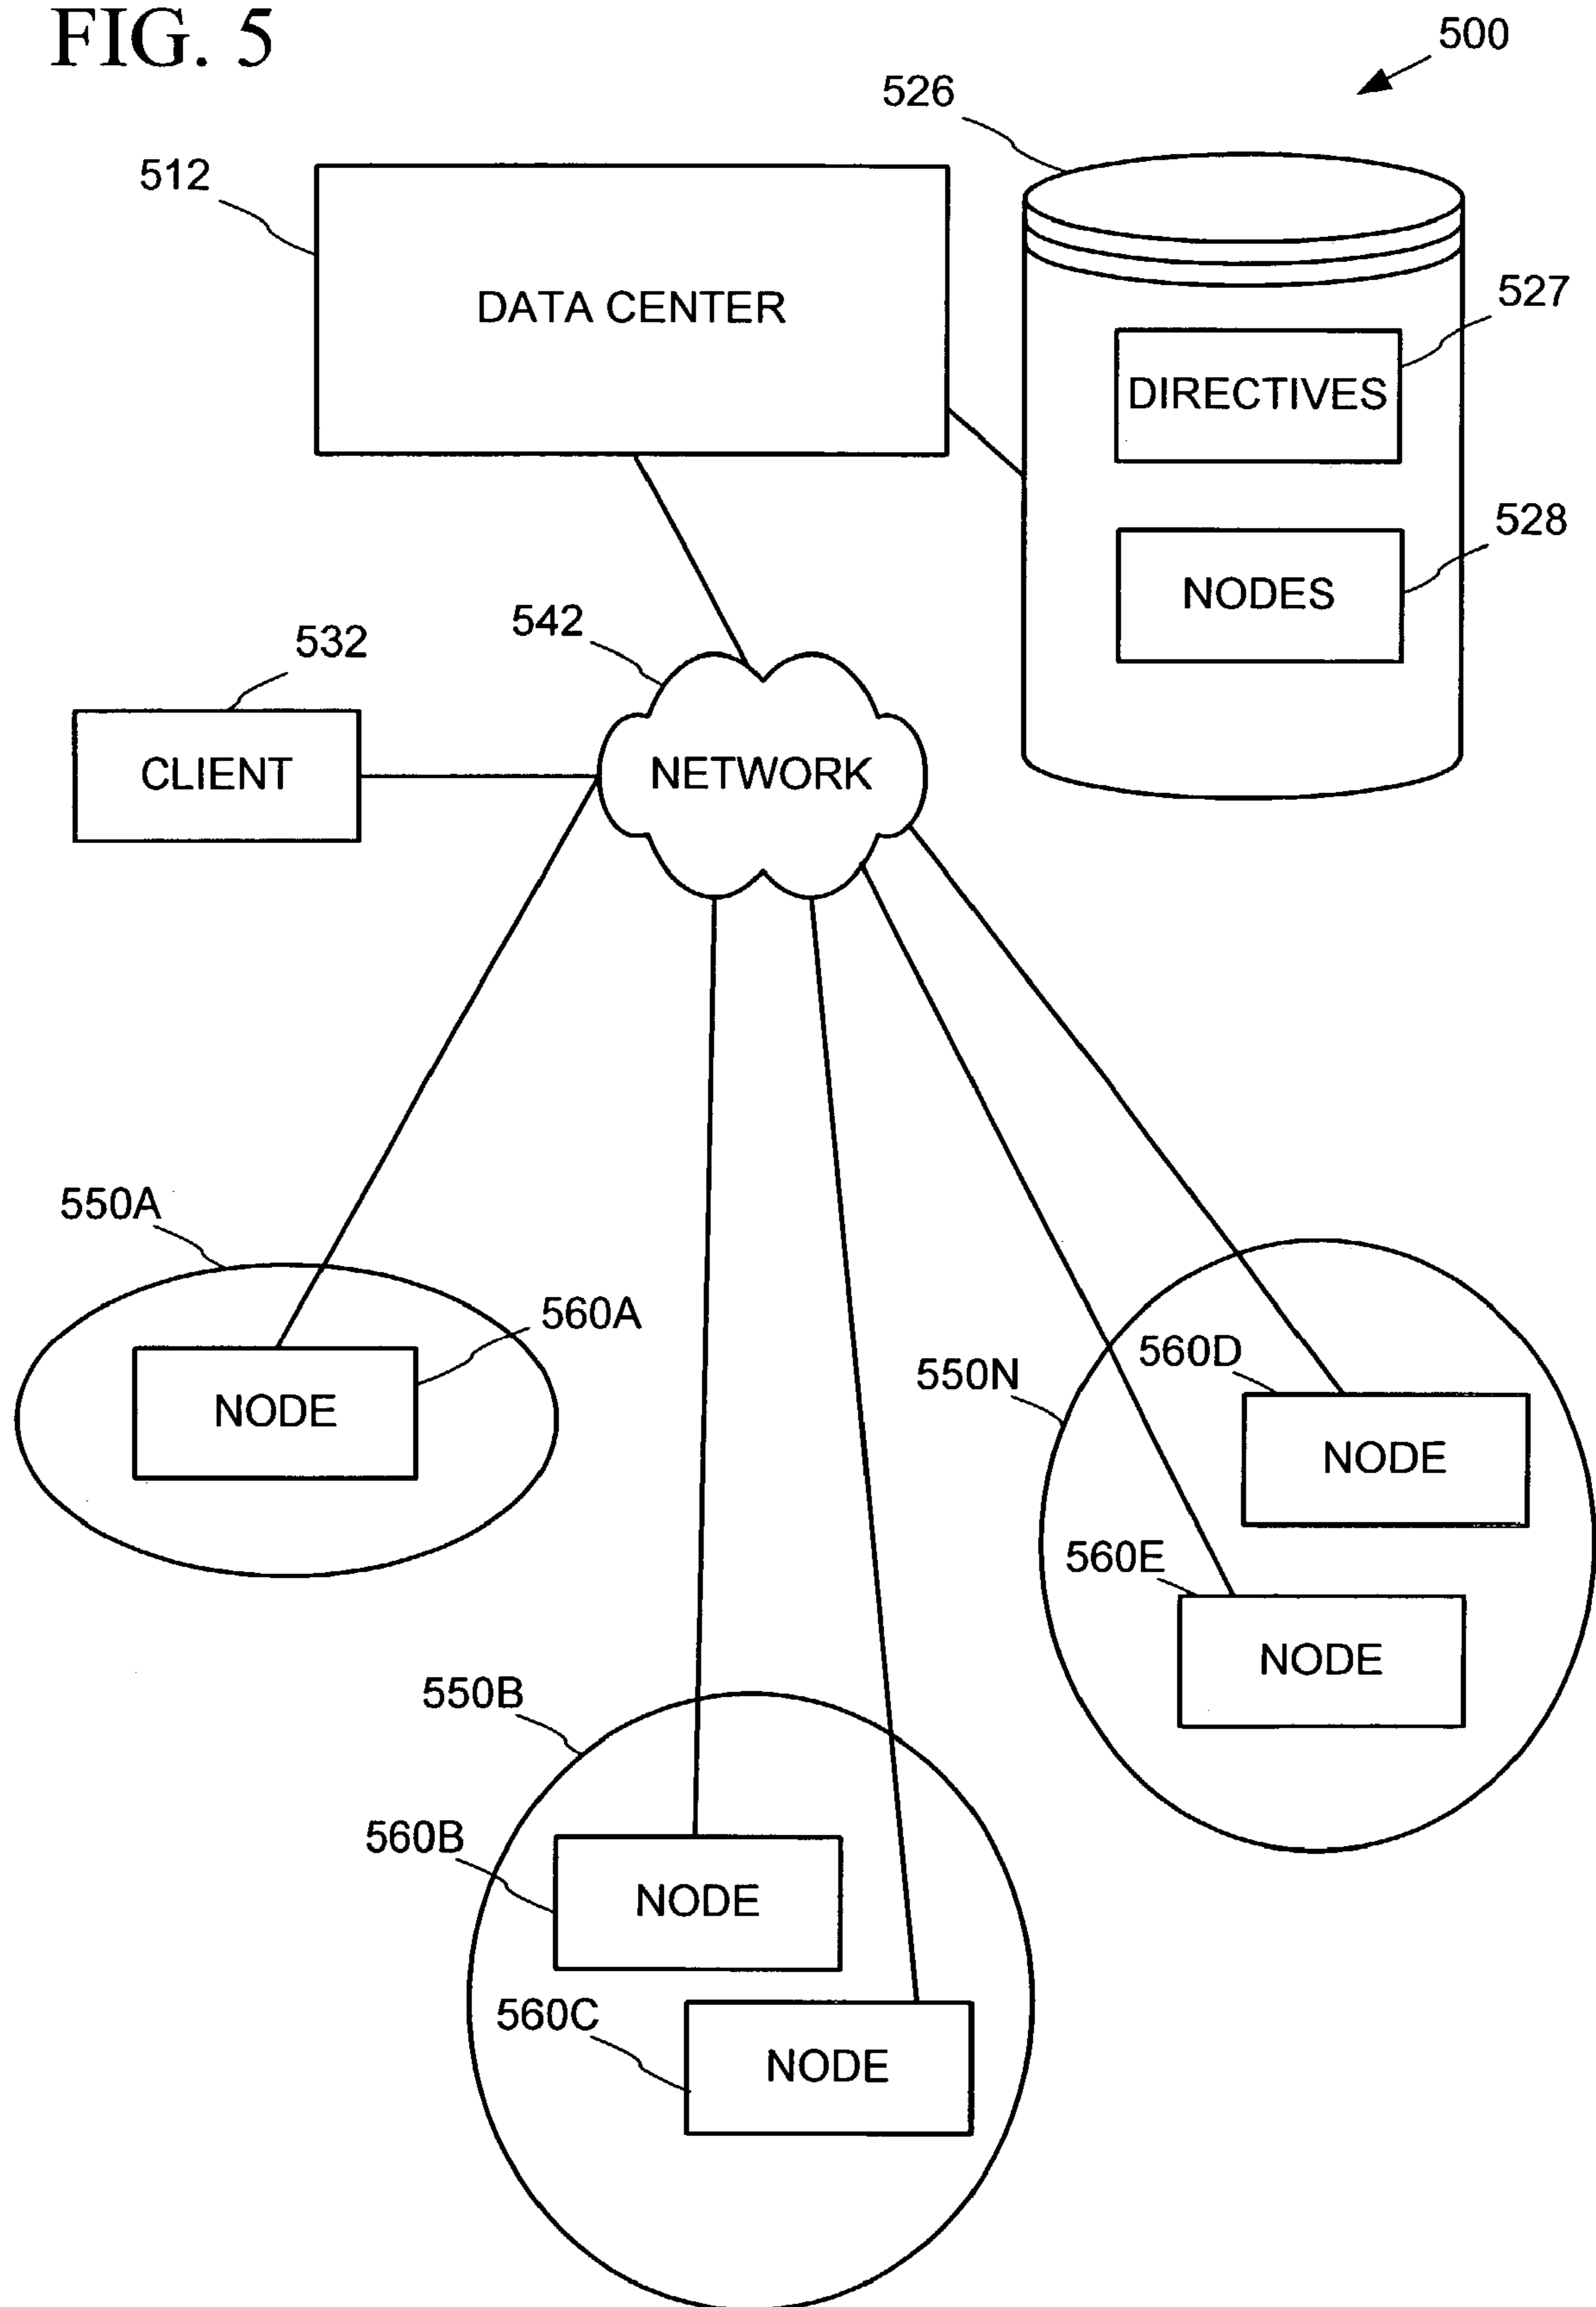 FIG. 5
500
526
512
DATA CENTER
527
DIRECTIVES
528
NODES
542
532
NETWORK
CLIENT
550A
560A
NODE
550N
560D
NODE
560E
NODE
550B
560B
NODE
560C
NODE